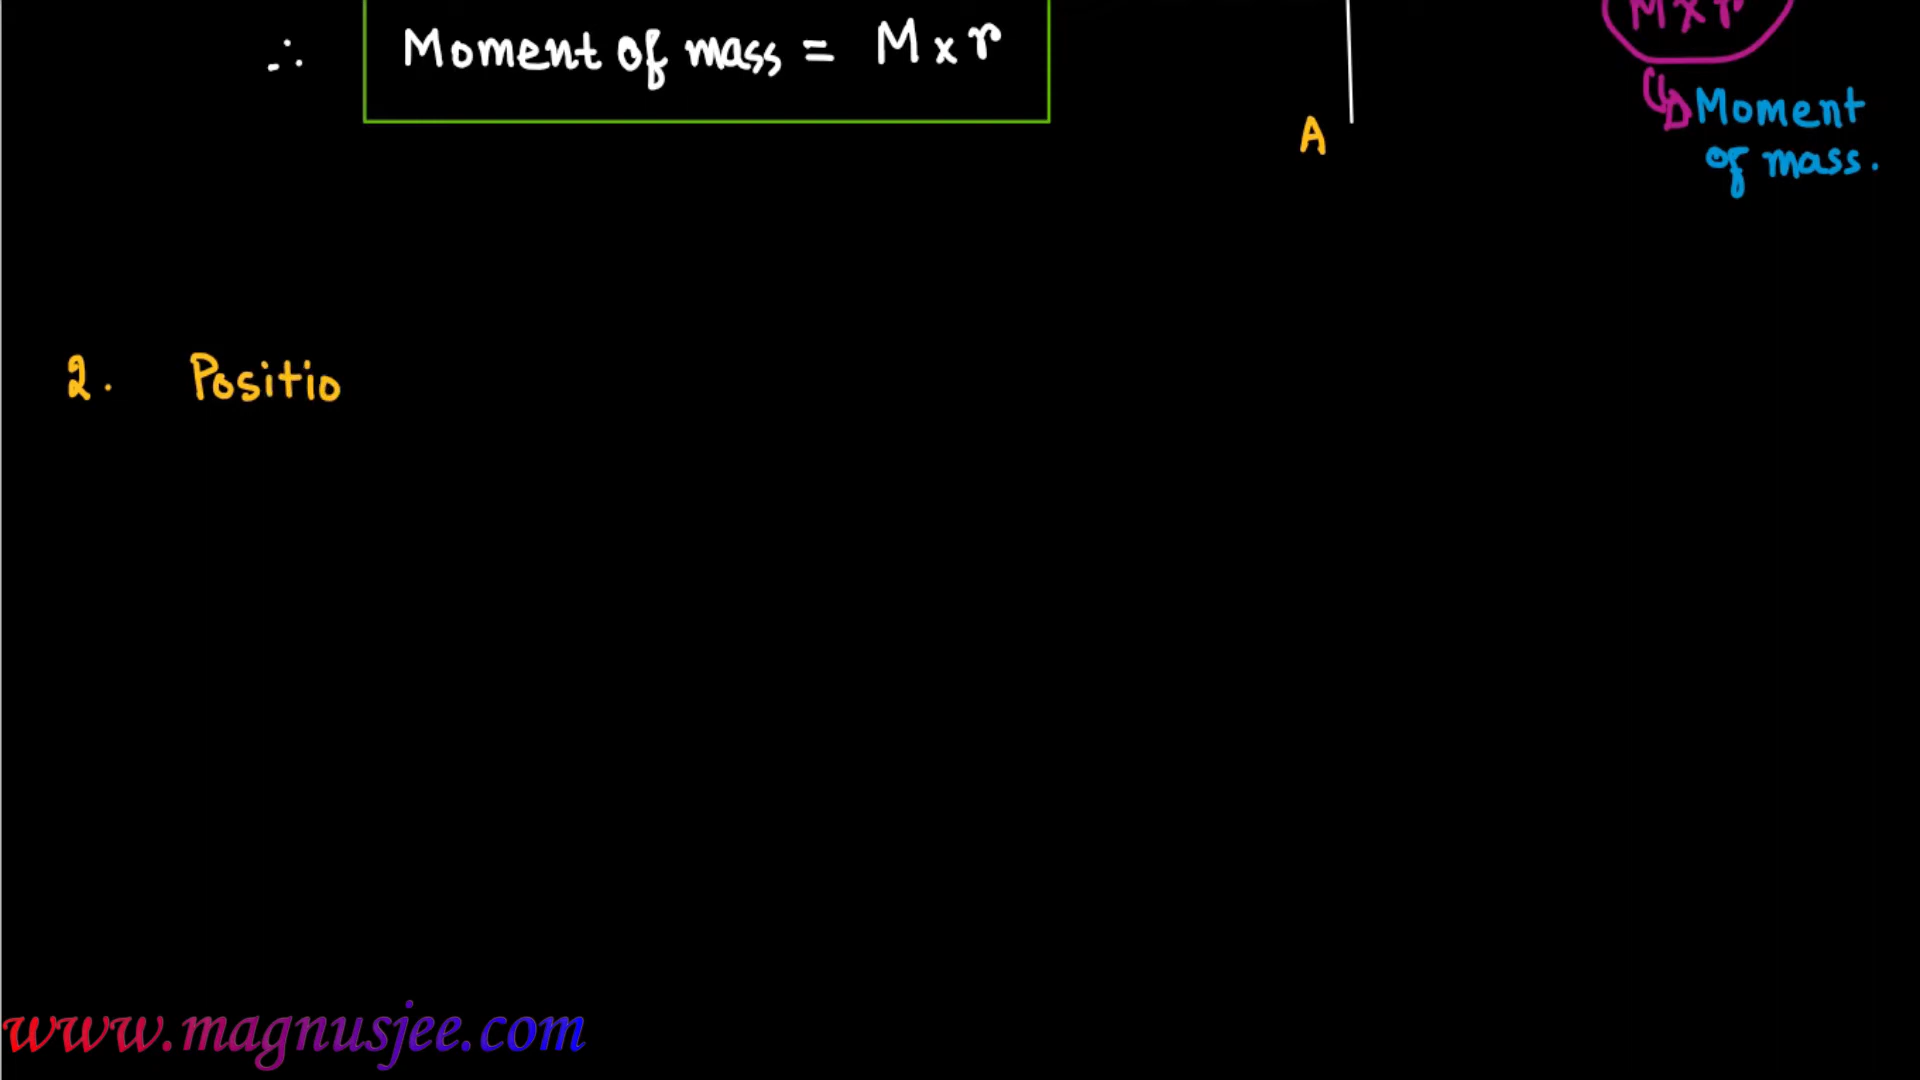 ∴ Moment of mass = M x r
M x r
A
Moment
of mass.
2. Positio
www.magnusjee.com